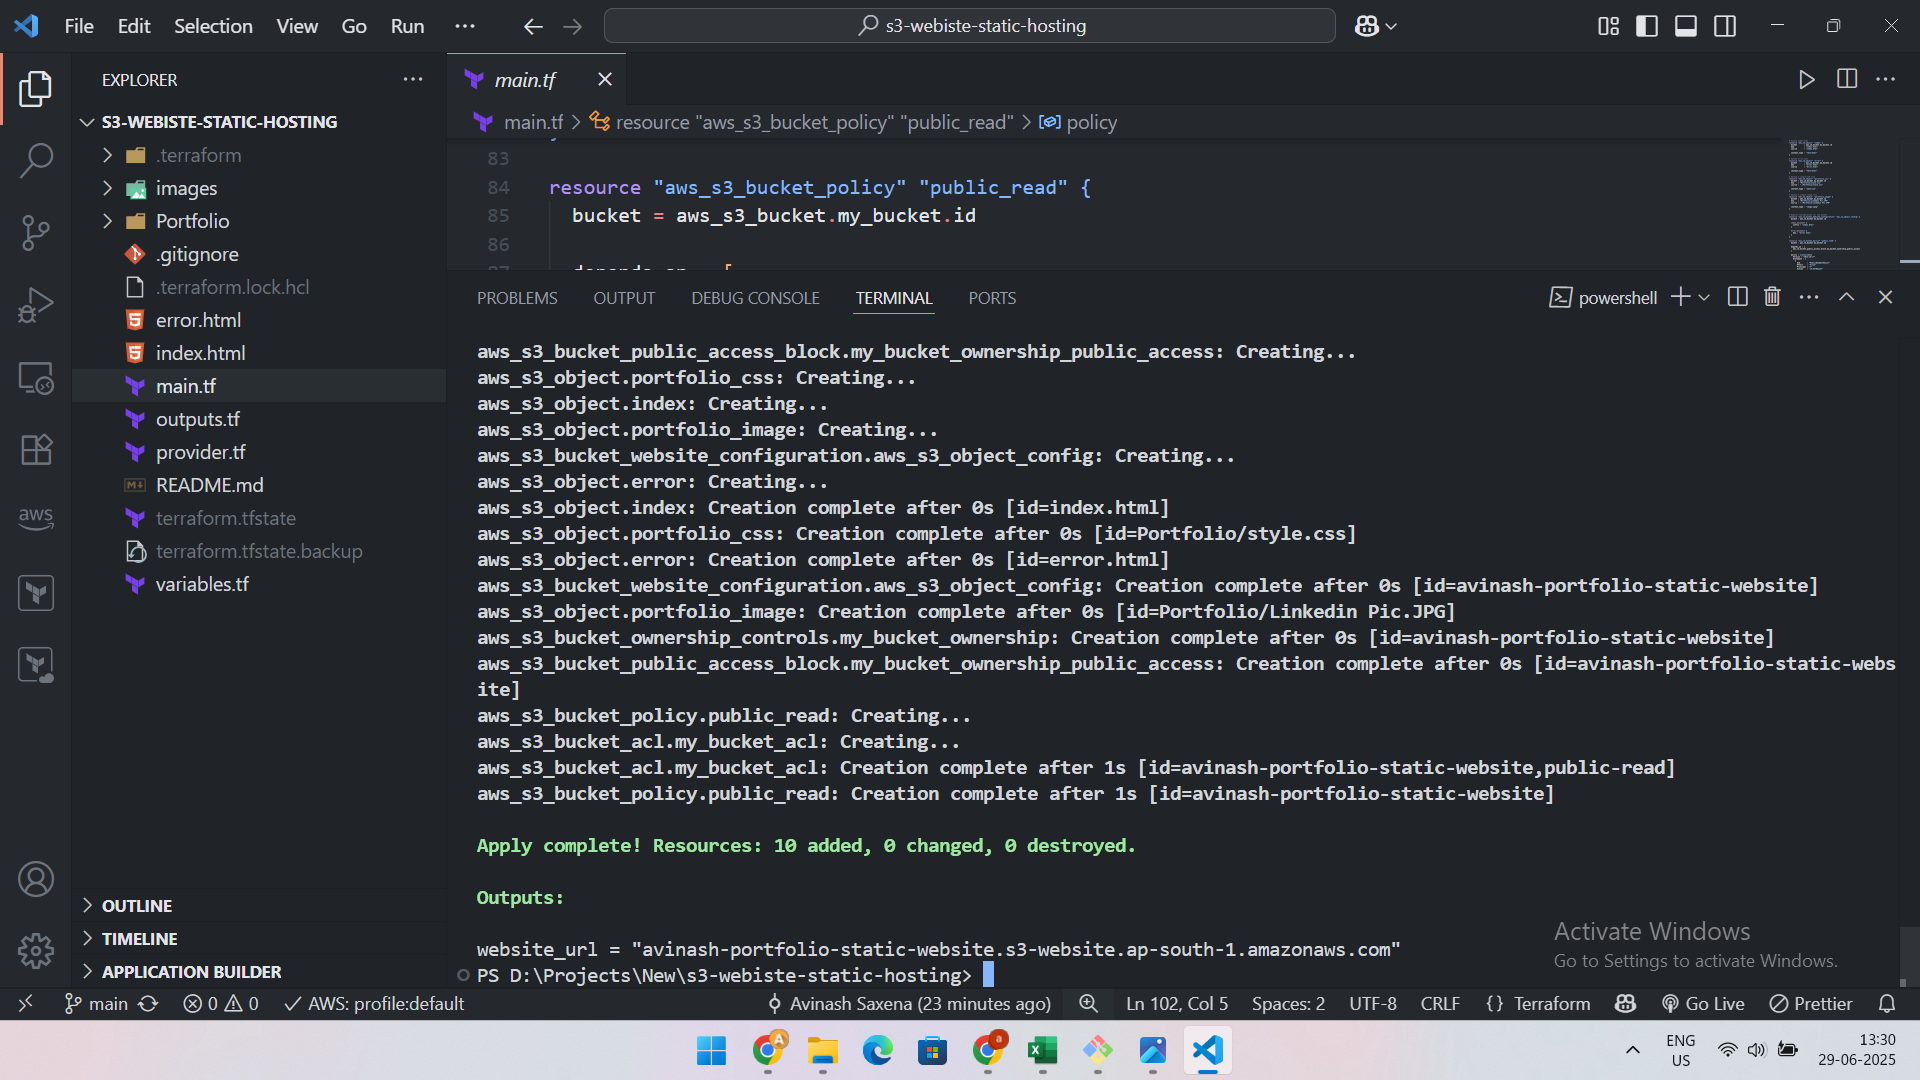 File Edit Selection View Go Run ··· s3-webiste-static-hosting
EXPLORER
S3-WEBISTE-STATIC-HOSTING
.terraform
images
Portfolio
.gitignore
.terraform.lock.hcl
error.html
index.html
main.tf
outputs.tf
provider.tf
README.md
terraform.tfstate
terraform.tfstate.backup
variables.tf
OUTLINE
TIMELINE
APPLICATION BUILDER
aws
main.tf
main.tf > resource "aws_s3_bucket_policy" "public_read" > policy
83
84 resource "aws_s3_bucket_policy" "public_read" {
85 bucket = aws_s3_bucket.my_bucket.id
86
PROBLEMS OUTPUT DEBUG CONSOLE TERMINAL PORTS powershell
aws_s3_bucket_public_access_block.my_bucket_ownership_public_access: Creating...
aws_s3_object.portfolio_css: Creating...
aws_s3_object.index: Creating...
aws_s3_object.portfolio_image: Creating...
aws_s3_bucket_website_configuration.aws_s3_object_config: Creating...
aws_s3_object.error: Creating...
aws_s3_object.index: Creation complete after 0s [id=index.html]
aws_s3_object.portfolio_css: Creation complete after 0s [id=Portfolio/style.css]
aws_s3_object.error: Creation complete after 0s [id=error.html]
aws_s3_bucket_website_configuration.aws_s3_object_config: Creation complete after 0s [id=avinash-portfolio-static-website]
aws_s3_object.portfolio_image: Creation complete after 0s [id=Portfolio/Linkedin Pic.JPG]
aws_s3_bucket_ownership_controls.my_bucket_ownership: Creation complete after 0s [id=avinash-portfolio-static-website]
aws_s3_bucket_public_access_block.my_bucket_ownership_public_access: Creation complete after 0s [id=avinash-portfolio-static-webs
ite]
aws_s3_bucket_policy.public_read: Creating...
aws_s3_bucket_acl.my_bucket_acl: Creating...
aws_s3_bucket_acl.my_bucket_acl: Creation complete after 1s [id=avinash-portfolio-static-website,public-read]
aws_s3_bucket_policy.public_read: Creation complete after 1s [id=avinash-portfolio-static-website]
Apply complete! Resources: 10 added, 0 changed, 0 destroyed.
Outputs:
website_url = "avinash-portfolio-static-website.s3-website.ap-south-1.amazonaws.com"
PS D:\Projects\New\s3-webiste-static-hosting>
Activate Windows
Go to Settings to activate Windows.
main 0 0 AWS: profile:default Avinash Saxena (23 minutes ago) Ln 102, Col 5 Spaces: 2 UTF-8 CRLF {} Terraform Go Live Prettier
ENG
US
13:30
29-06-2025